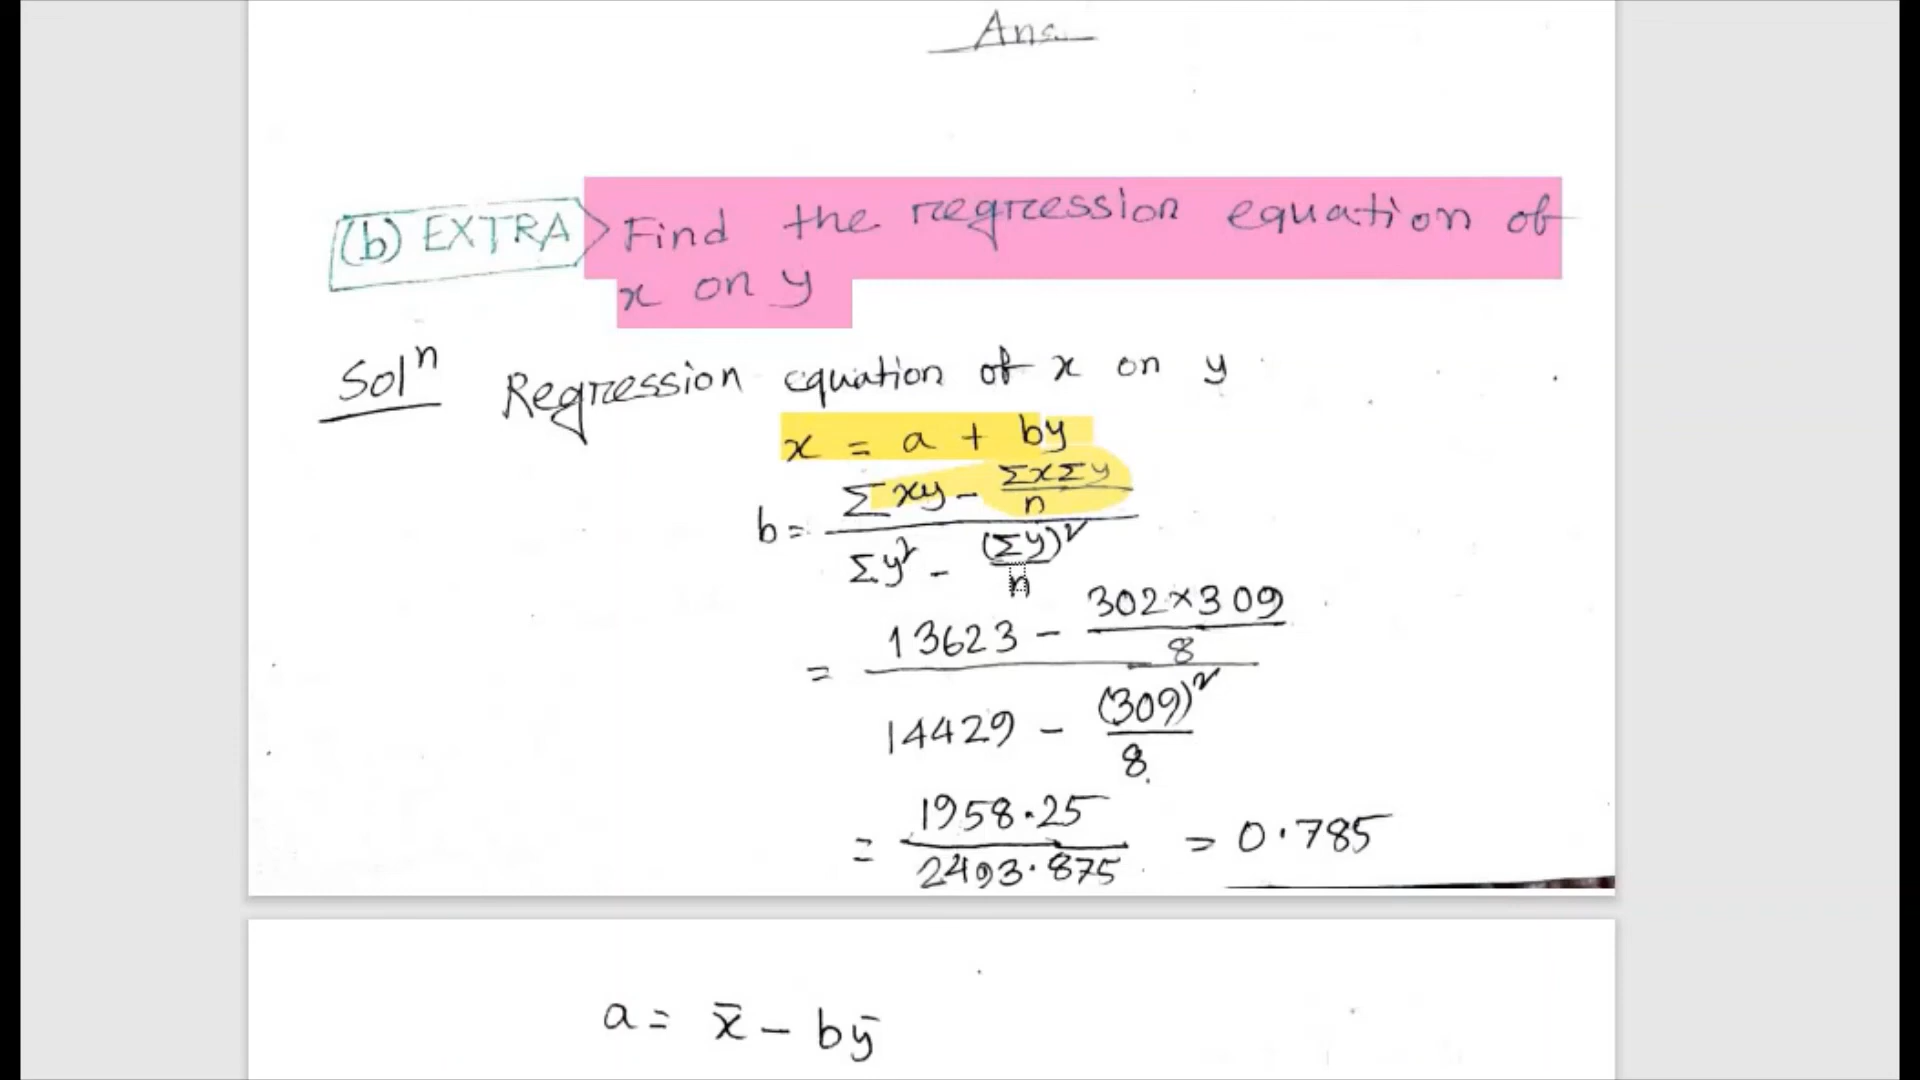 Ans.
(b) EXTRA Find the regression equation of
x on y
Solⁿ Regression equation of x on y
x = a + by
b = (Σxy - ΣxΣy/n) / (Σy² - (Σy)²/n)
= (13623 - 302×309/8) / (14429 - (309)²/8)
= 1958.25/2493.875 = 0.785
a = x̄ - bȳ